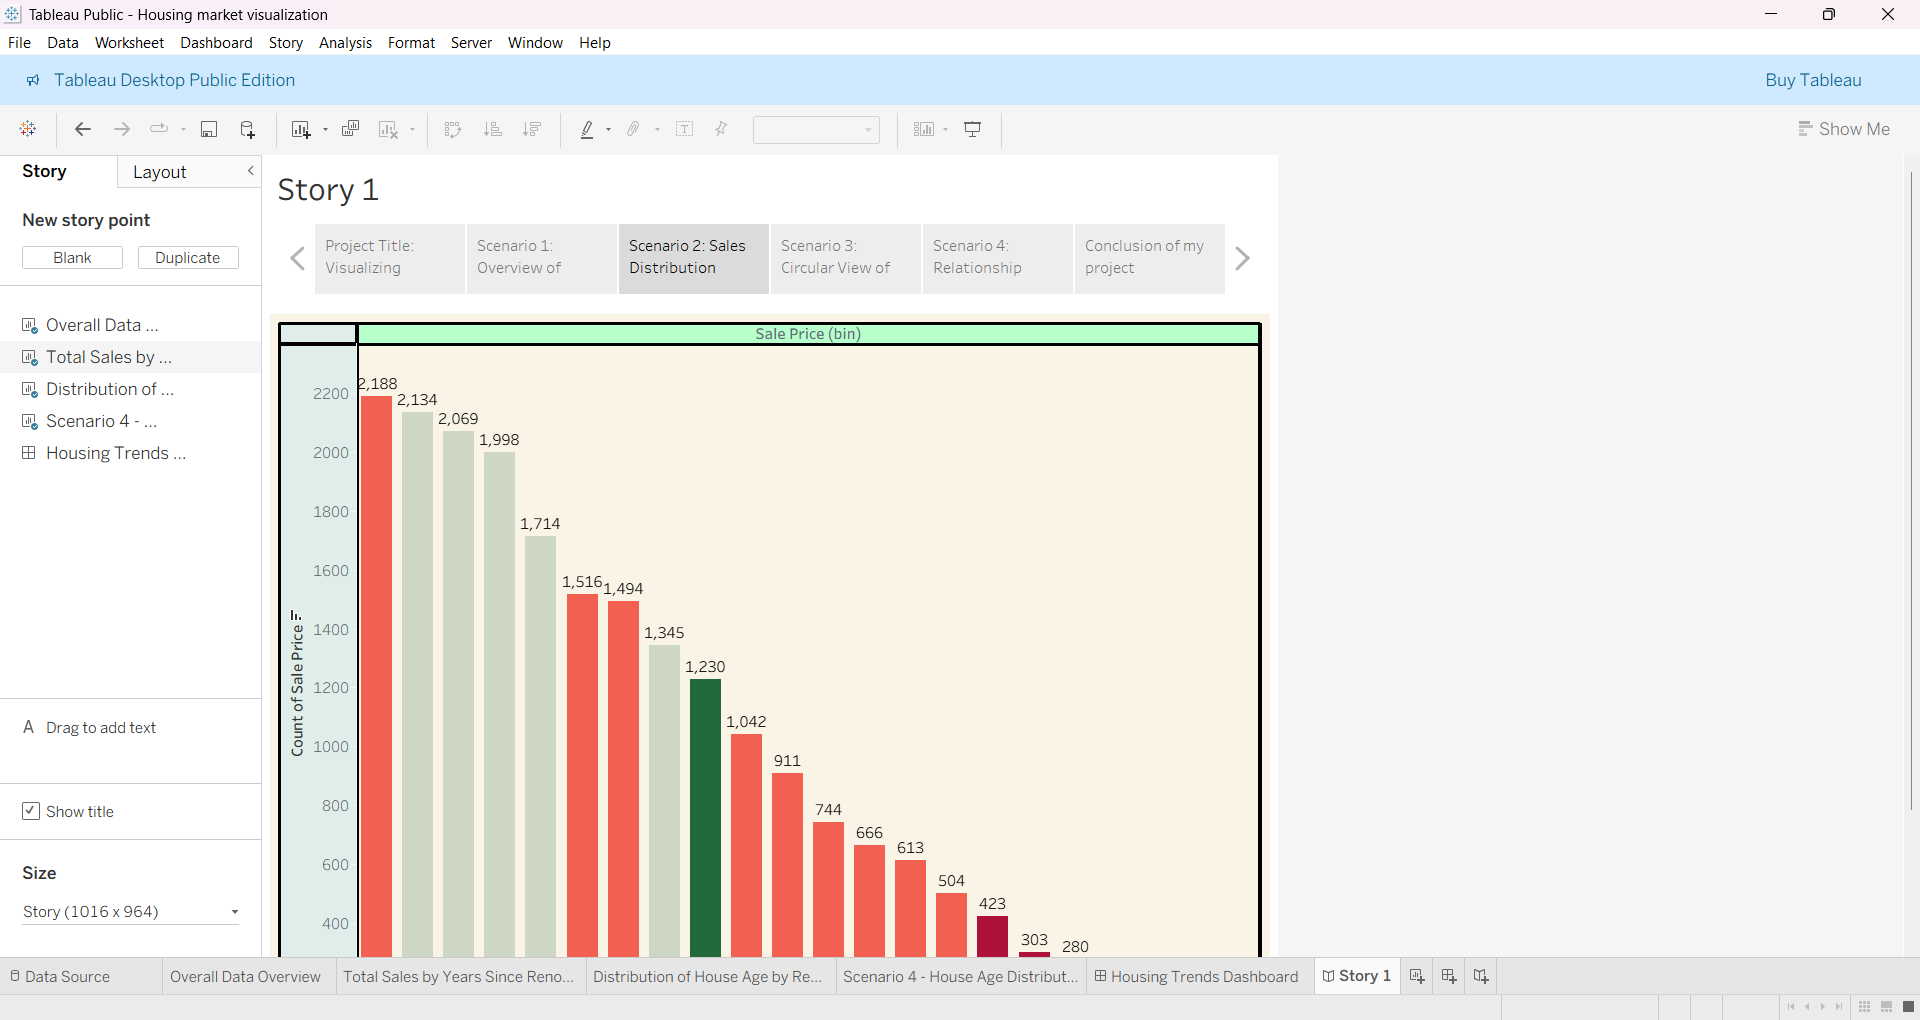 Tableau Public - Housing market visualization
File Data Worksheet Dashboard Story Analysis Format Server Window Help
Tableau Desktop Public Edition
Buy Tableau
Show Me
Story
Layout
New story point
Blank
Duplicate
Overall Data ...
Total Sales by ...
Distribution of ...
Scenario 4 - ...
Housing Trends ...
A Drag to add text
Show title
Size
Story (1016 x 964)
Story 1
Project Title:
Visualizing
Scenario 1:
Overview of
Scenario 2: Sales
Distribution
Scenario 3:
Circular View of
Scenario 4:
Relationship
Conclusion of my
project
Sale Price (bin)
Count of Sale Price
2200
2000
1800
1600
1400
1200
1000
800
600
400
2,188
2,134
2,069
1,998
1,714
1,516
1,494
1,345
1,230
1,042
911
744
666
613
504
423
303
280
Data Source
Overall Data Overview
Total Sales by Years Since Reno...
Distribution of House Age by Re...
Scenario 4 - House Age Distribut...
Housing Trends Dashboard
Story 1